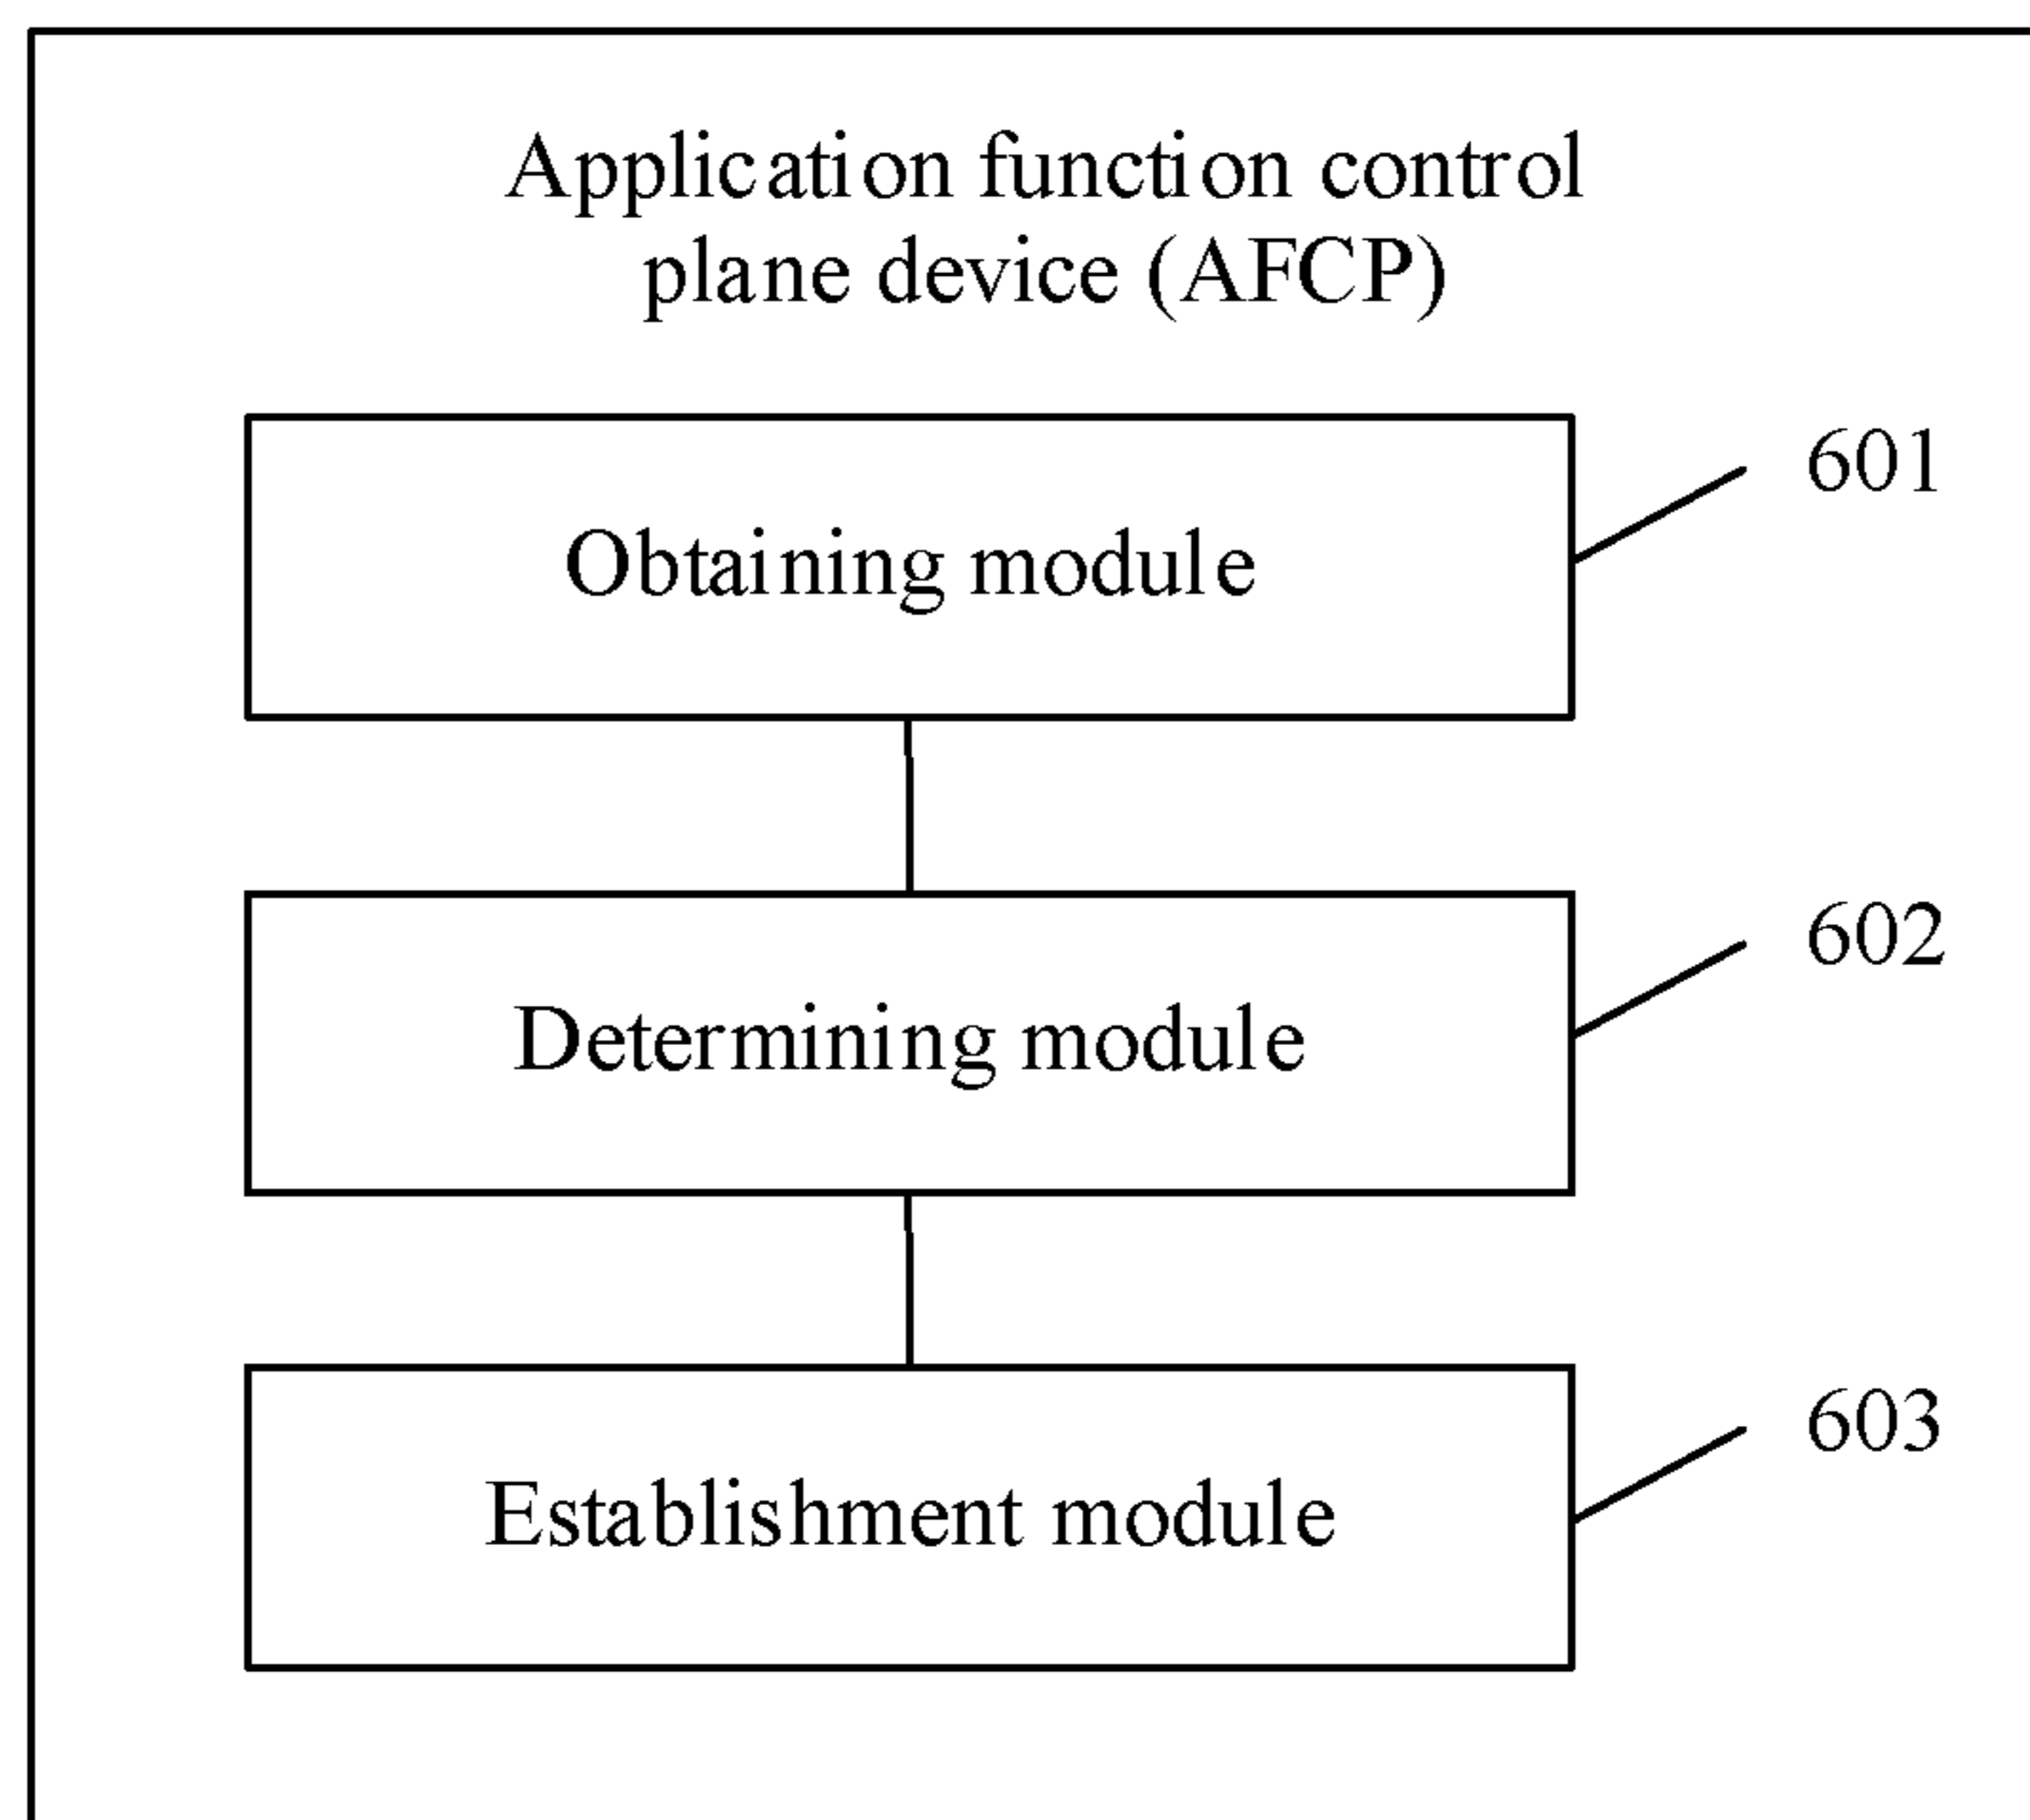 Application function control
plane device (AFCP)
Obtaining module
601
Determining module
602
Establishment module
603